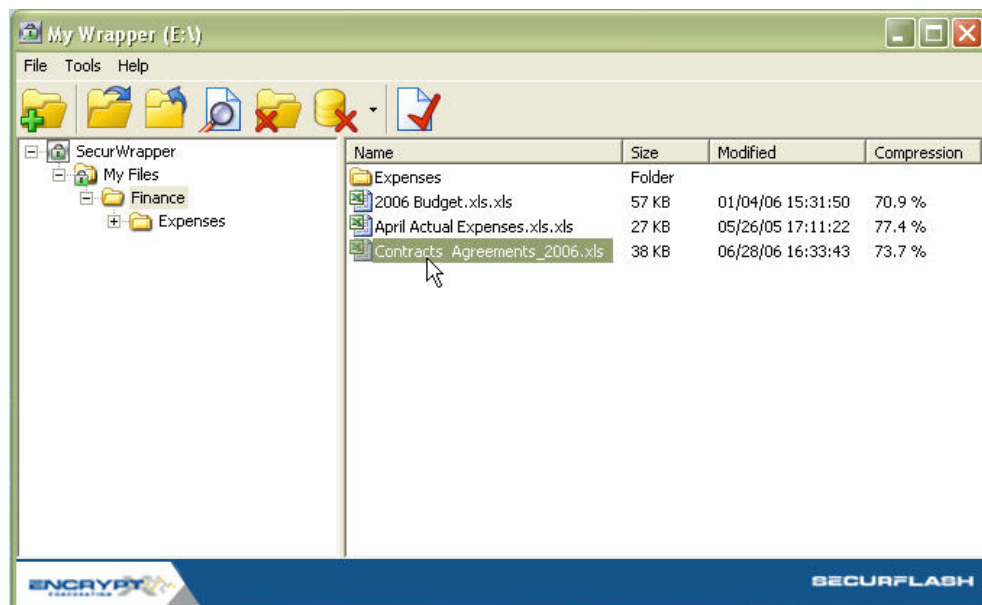 My Wrapper (E:\)
File Tools Help
SecurWrapper
My Files
Finance
Expenses
Name Size Modified Compression
Expenses Folder
2006 Budget.xls.xls 57 KB 01/04/06 15:31:50 70.9 %
April Actual Expenses.xls.xls 27 KB 05/26/05 17:11:22 77.4 %
Contracts Agreements_2006.xls 38 KB 06/28/06 16:33:43 73.7 %
ENCRYPT
CORPORATION
SECURFLASH